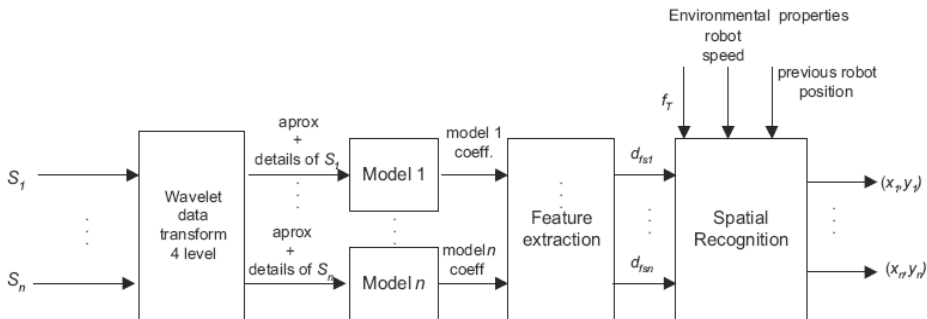 Environmental properties
robot
speed
previous robot
position
f_T
aprox
+
details of S_1
model 1
coeff.
d_fs1
S_1
Model 1
(x_1,y_1)
Wavelet
data
transform
4 level
Feature
extraction
Spatial
Recognition
aprox
+
details of S_n
model n
coeff
d_fsn
S_n
Model n
(x_n,y_n)